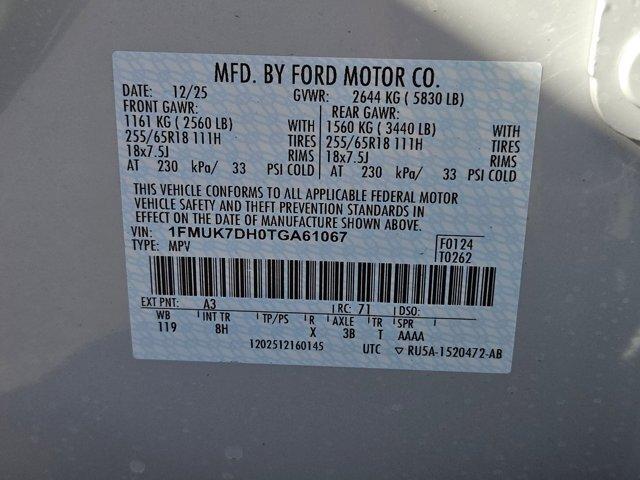 MFD. BY FORD MOTOR CO.
DATE: 12/25 GVWR: 2644 KG ( 5830 LB)
FRONT GAWR: REAR GAWR:
1161 KG ( 2560 LB) WITH 1560 KG ( 3440 LB) WITH
255/65R18 111H TIRES 255/65R18 111H TIRES
18x7.5J RIMS 18x7.5J RIMS
AT 230 kPa/ 33 PSI COLD AT 230 kPa/ 33 PSI COLD
THIS VEHICLE CONFORMS TO ALL APPLICABLE FEDERAL MOTOR
VEHICLE SAFETY AND THEFT PREVENTION STANDARDS IN
EFFECT ON THE DATE OF MANUFACTURE SHOWN ABOVE.
VIN: 1FMUK7DH0TGA61067
TYPE: MPV
F0124
T0262
EXT PNT: A3 RC: 71 DSO:
WB INT TR TP/PS R AXLE TR SPR
119 8H X 3B T AAAA
1202512160145 UTC ▽ RU5A-1520472-AB